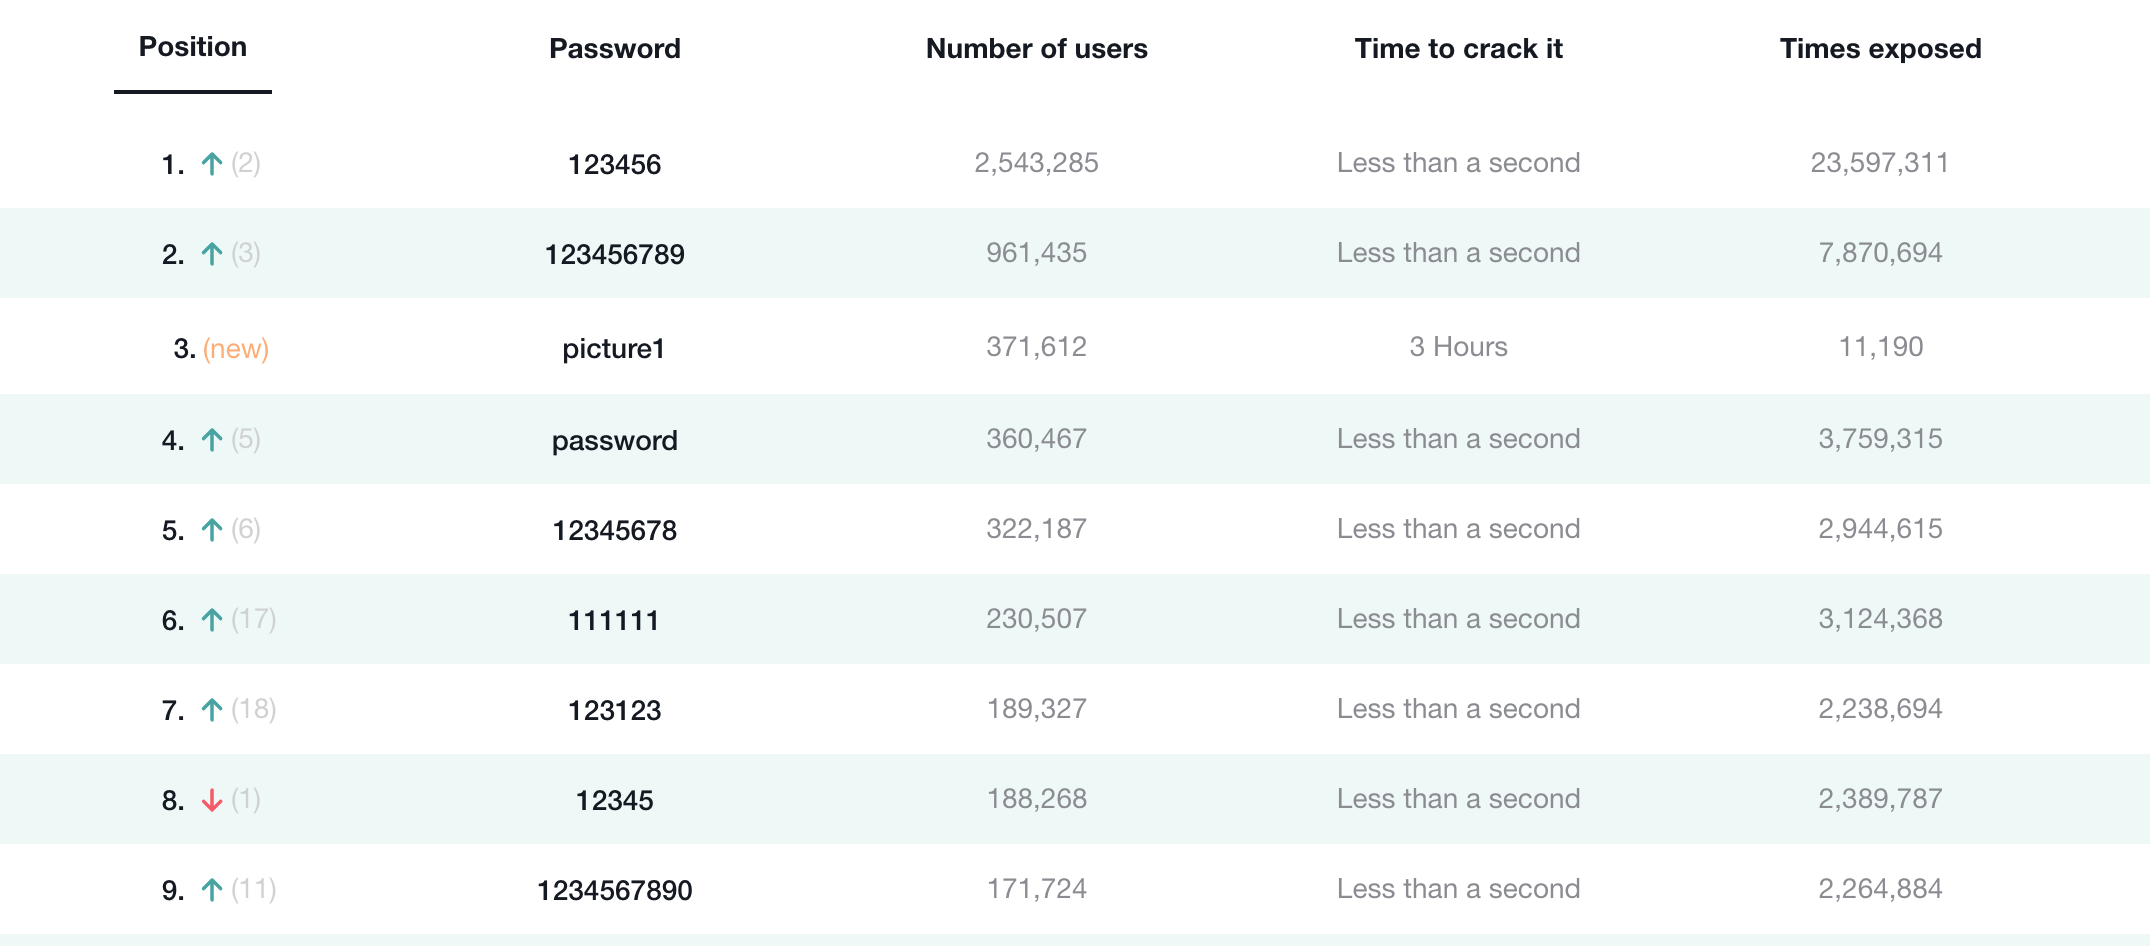 Position Password Number of users Time to crack it Times exposed
1. ↑ (2) 123456 2,543,285 Less than a second 23,597,311
2. ↑ (3) 123456789 961,435 Less than a second 7,870,694
3. (new) picture1 371,612 3 Hours 11,190
4. ↑ (5) password 360,467 Less than a second 3,759,315
5. ↑ (6) 12345678 322,187 Less than a second 2,944,615
6. ↑ (17) 111111 230,507 Less than a second 3,124,368
7. ↑ (18) 123123 189,327 Less than a second 2,238,694
8. ↓ (1) 12345 188,268 Less than a second 2,389,787
9. ↑ (11) 1234567890 171,724 Less than a second 2,264,884